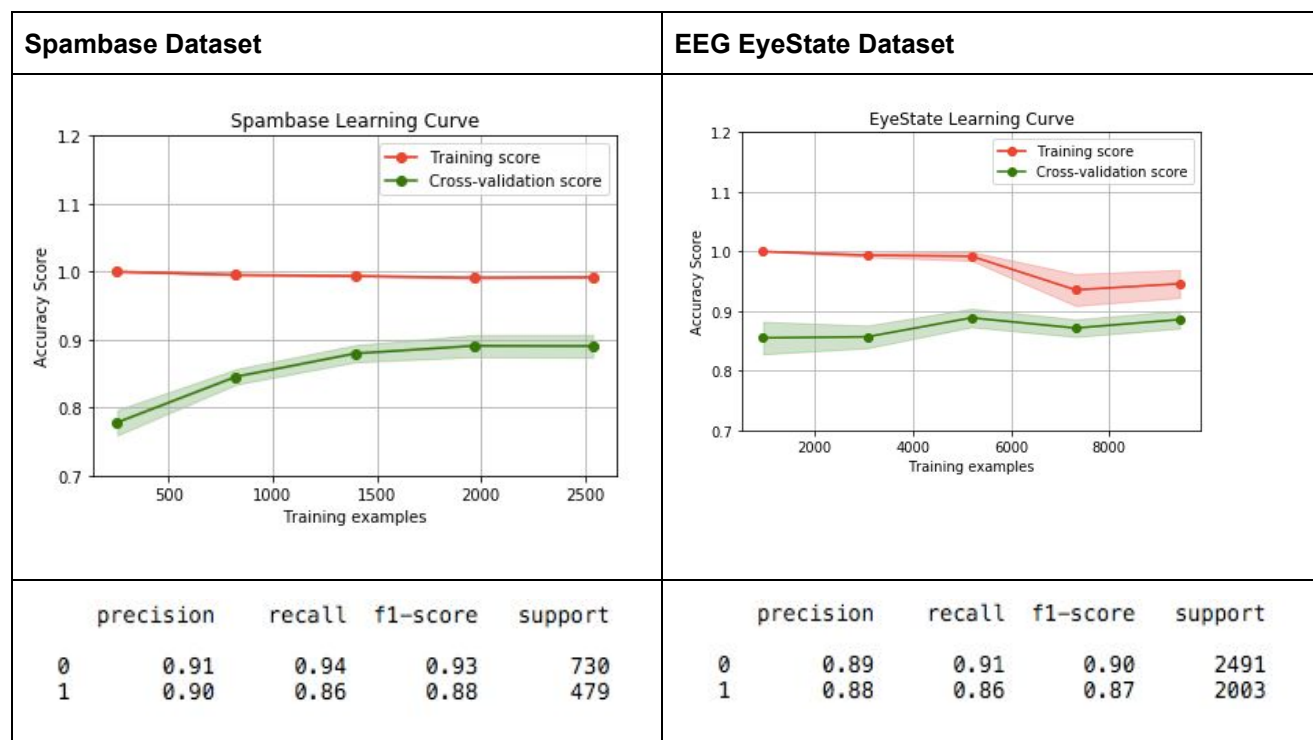 Spambase Dataset
EEG EyeState Dataset
Spambase Learning Curve
1.2
1.1
1.0
0.9
0.8
0.7
Accuracy Score
Training score
Cross-validation score
500 1000 1500 2000 2500
Training examples
EyeState Learning Curve
1.2
1.1
1.0
0.9
0.8
0.7
Accuracy Score
Training score
Cross-validation score
2000 4000 6000 8000
Training examples
precision recall f1-score support
0 0.91 0.94 0.93 730
1 0.90 0.86 0.88 479
precision recall f1-score support
0 0.89 0.91 0.90 2491
1 0.88 0.86 0.87 2003